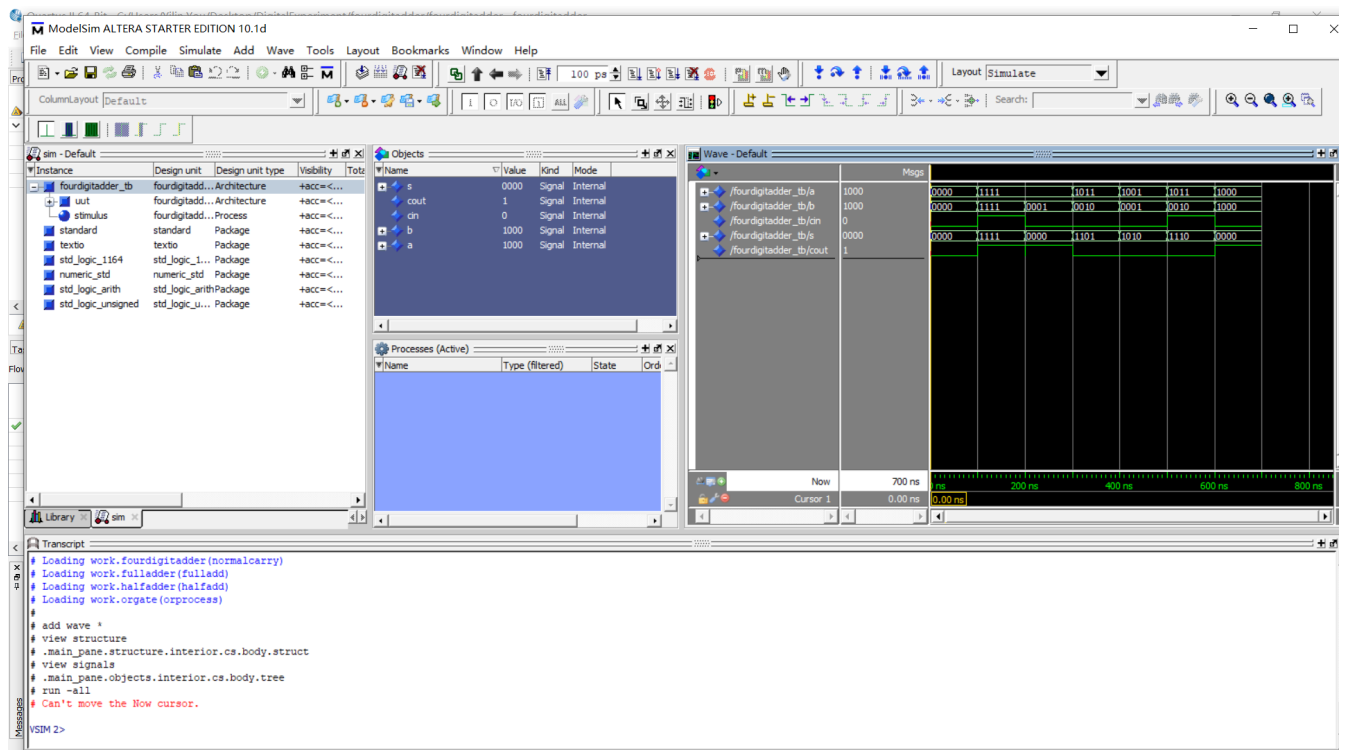 ModelSim ALTERA STARTER EDITION 10.1d
File Edit View Compile Simulate Add Wave Tools Layout Bookmarks Window Help
100 ps
Layout Simulate
ColumnLayout Default
Search:
sim - Default
Instance Design unit Design unit type Visibility Tota
fourdigitadder_tb fourdigitadd... Architecture +acc=<...
uut fourdigitadd... Architecture +acc=<...
stimulus fourdigitadd... Process +acc=<...
standard standard Package +acc=<...
textio textio Package +acc=<...
std_logic_1164 std_logic_1... Package +acc=<...
numeric_std numeric_std Package +acc=<...
std_logic_arith std_logic_arith Package +acc=<...
std_logic_unsigned std_logic_u... Package +acc=<...
Library sim
Objects
Name Value Kind Mode
s 0000 Signal Internal
cout 1 Signal Internal
cin 0 Signal Internal
b 1000 Signal Internal
a 1000 Signal Internal
Processes (Active)
Name Type (filtered) State Ord
Wave - Default
Msgs
/fourdigitadder_tb/a 1000 0000 1111 1011 1001 1011 1000
/fourdigitadder_tb/b 1000 0000 1111 0001 0010 0001 0010 1000
/fourdigitadder_tb/cin 0
/fourdigitadder_tb/s 0000 0000 1111 0000 1101 1010 1110 0000
/fourdigitadder_tb/cout 1
Now 700 ns ns 200 ns 400 ns 600 ns 800 ns
Cursor 1 0.00 ns 0.00 ns
Transcript
# Loading work.fourdigitadder(normalcarry)
# Loading work.fulladder(fulladd)
# Loading work.halfadder(halfadd)
# Loading work.orgate(orprocess)
#
# add wave *
# view structure
# .main_pane.structure.interior.cs.body.struct
# view signals
# .main_pane.objects.interior.cs.body.tree
# run -all
# Can't move the Now cursor.
VSIM 2>
Messages